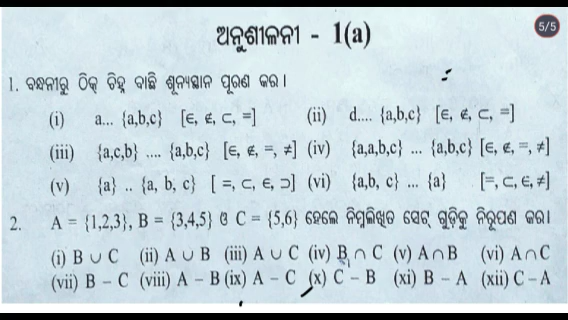 ଅନୁଶୀଳନୀ - 1(a)
5/5
1. ବନ୍ଧନୀରୁ ଠିକ୍ ଚିହ୍ନ ବାଛି ଶୂନ୍ୟସ୍ଥାନ ପୂରଣ କର ।
(i) a... {a,b,c} [∈, ∉, ⊂, =] (ii) d.... {a,b,c} [∈, ∉, ⊂, =]
(iii) {a,c,b} .... {a,b,c} [∈, ∉, =, ≠] (iv) {a,a,b,c} ... {a,b,c} [∈, ∉, =, ≠]
(v) {a} .. {a, b, c} [ =, ⊂, ∈, ⊃] (vi) {a,b, c} ... {a} [=, ⊂, ∈, ≠]
2. A = {1,2,3}, B = {3,4,5} ଓ C = {5,6} ହେଲେ ନିମ୍ନଲିଖିତ ସେଟ୍ ଗୁଡ଼ିକୁ ନିରୂପଣ କର।
(i) B ∪ C (ii) A ∪ B (iii) A ∪ C (iv) B ∩ C (v) A ∩ B (vi) A ∩ C
(vii) B – C (viii) A – B (ix) A – C (x) C – B (xi) B – A (xii) C – A